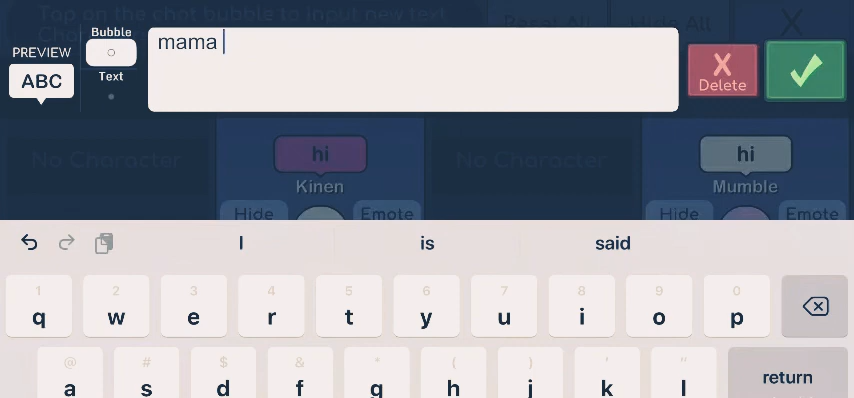 Tap on the chat bubble to input new text
Reset All
Hide All
X
PREVIEW
ABC
Bubble
Text
mama
X
Delete
No Character
hi
Kinen
Hide
Emote
No Character
hi
Mumble
Hide
Emote
I is said
1 2 3 4 5 6 7 8 9 0
q w e r t y u i o p
@ # $ & * ( ) ' "
a s d f g h j k l
return